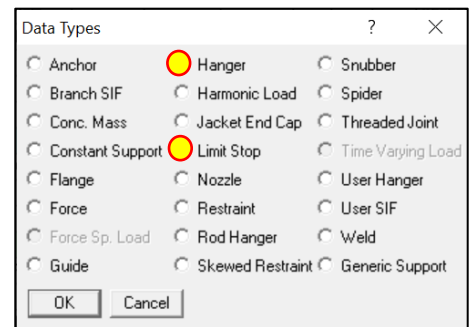 Data Types ? ×
Anchor Hanger Snubber
Branch SIF Harmonic Load Spider
Conc. Mass Jacket End Cap Threaded Joint
Constant Support Limit Stop Time Varying Load
Flange Nozzle User Hanger
Force Restraint User SIF
Force Sp. Load Rod Hanger Weld
Guide Skewed Restraint Generic Support
OK Cancel